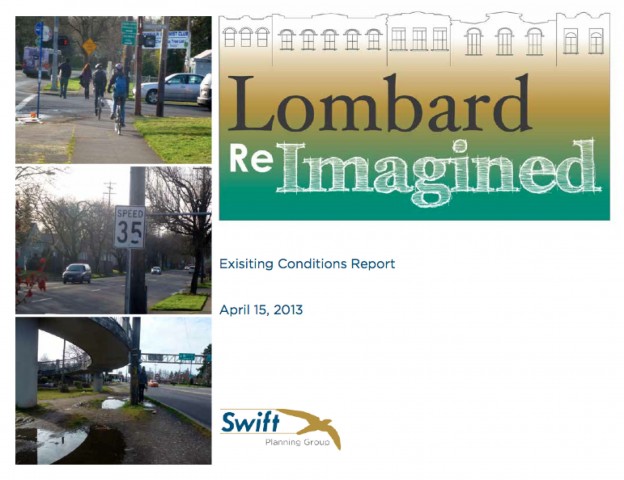 SPEED
35
Lombard
Re Imagined
Exisiting Conditions Report
April 15, 2013
Swift
Planning Group